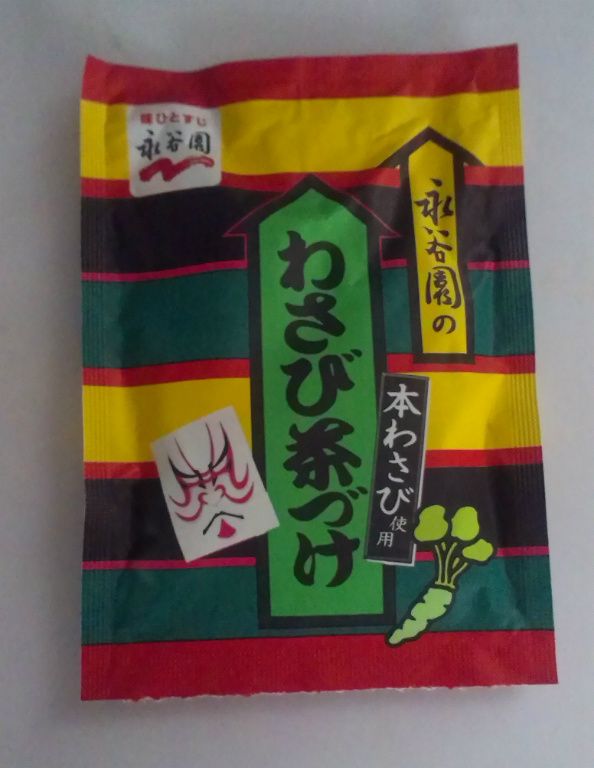 味ひとすじ
永谷園
永谷園の
わさび茶づけ
本わさび使用